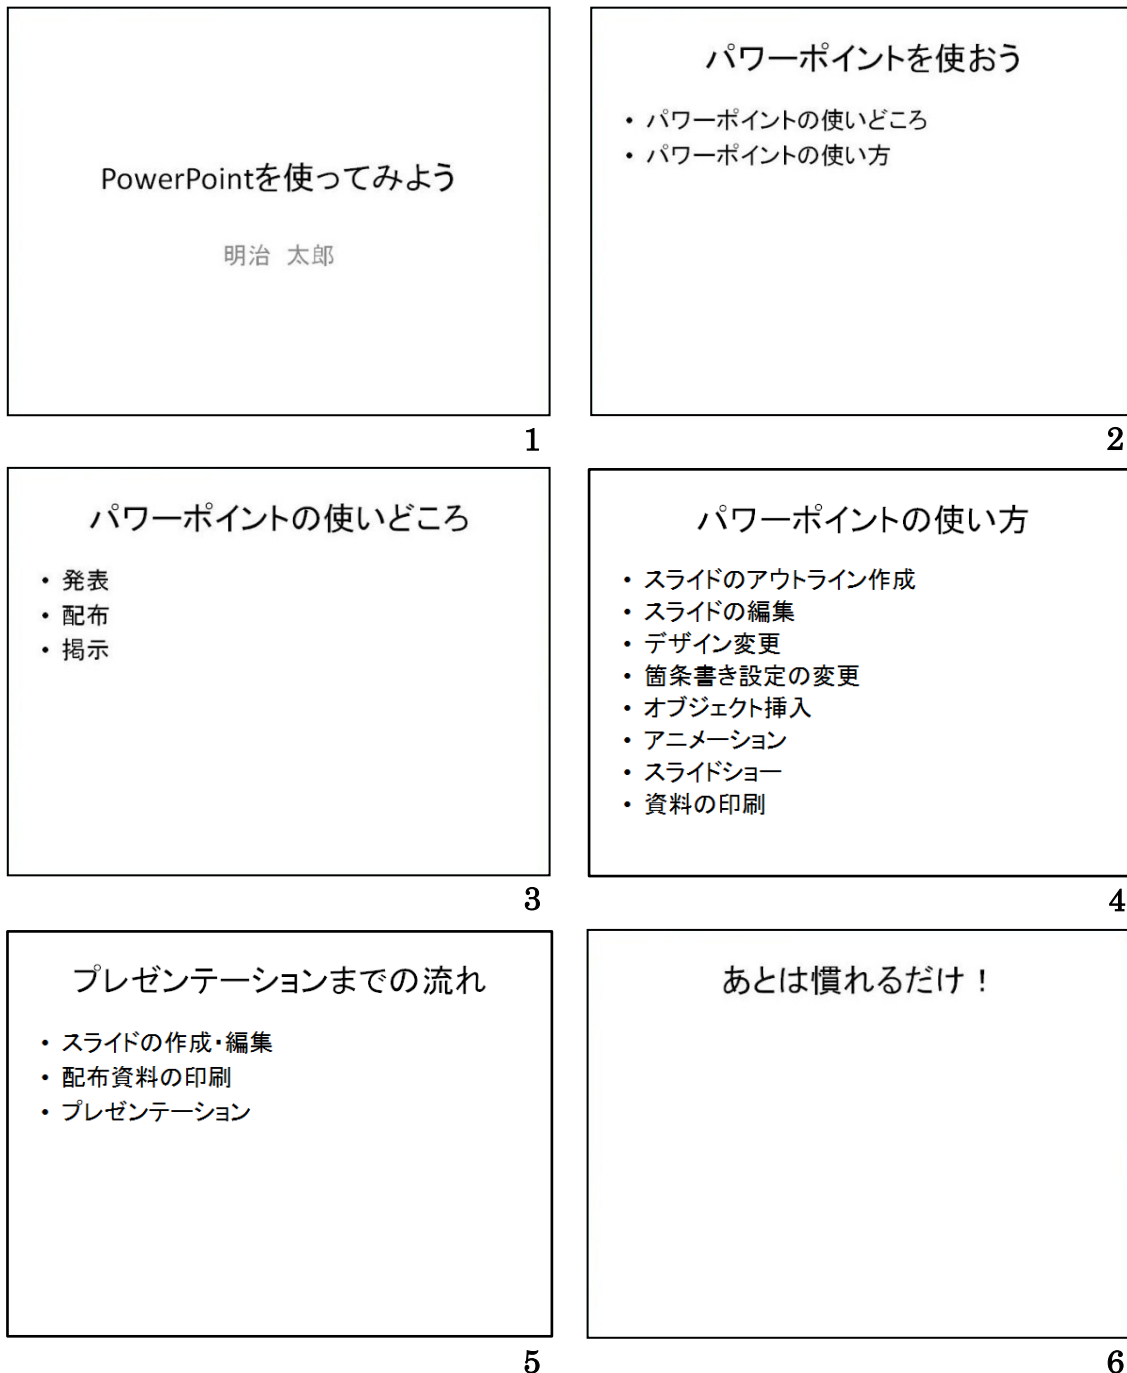 PowerPointを使ってみよう
明治　太郎
1
パワーポイントを使おう
• パワーポイントの使いどころ
• パワーポイントの使い方
2
パワーポイントの使いどころ
• 発表
• 配布
• 掲示
3
パワーポイントの使い方
• スライドのアウトライン作成
• スライドの編集
• デザイン変更
• 箇条書き設定の変更
• オブジェクト挿入
• アニメーション
• スライドショー
• 資料の印刷
4
プレゼンテーションまでの流れ
• スライドの作成・編集
• 配布資料の印刷
• プレゼンテーション
5
あとは慣れるだけ！
6